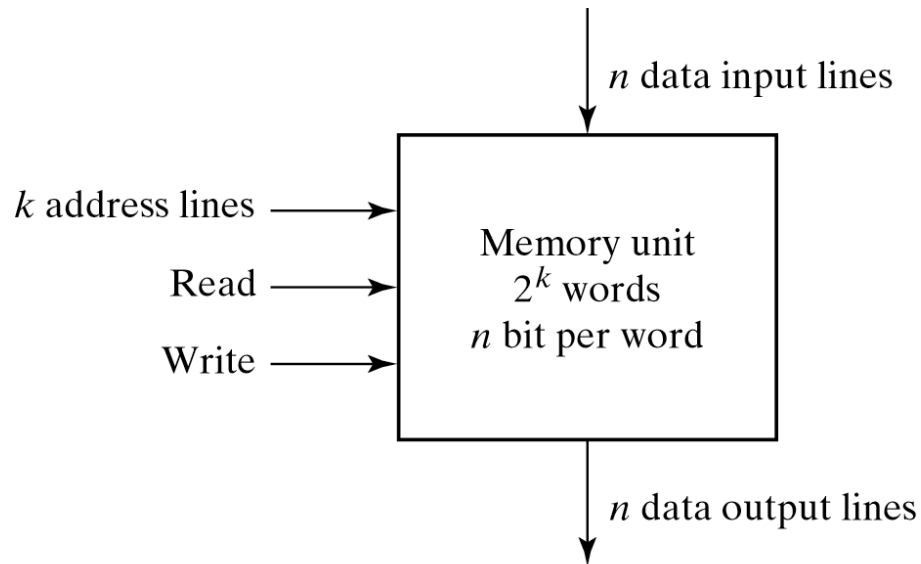 n data input lines
k address lines
Read
Write
Memory unit
2^k words
n bit per word
n data output lines